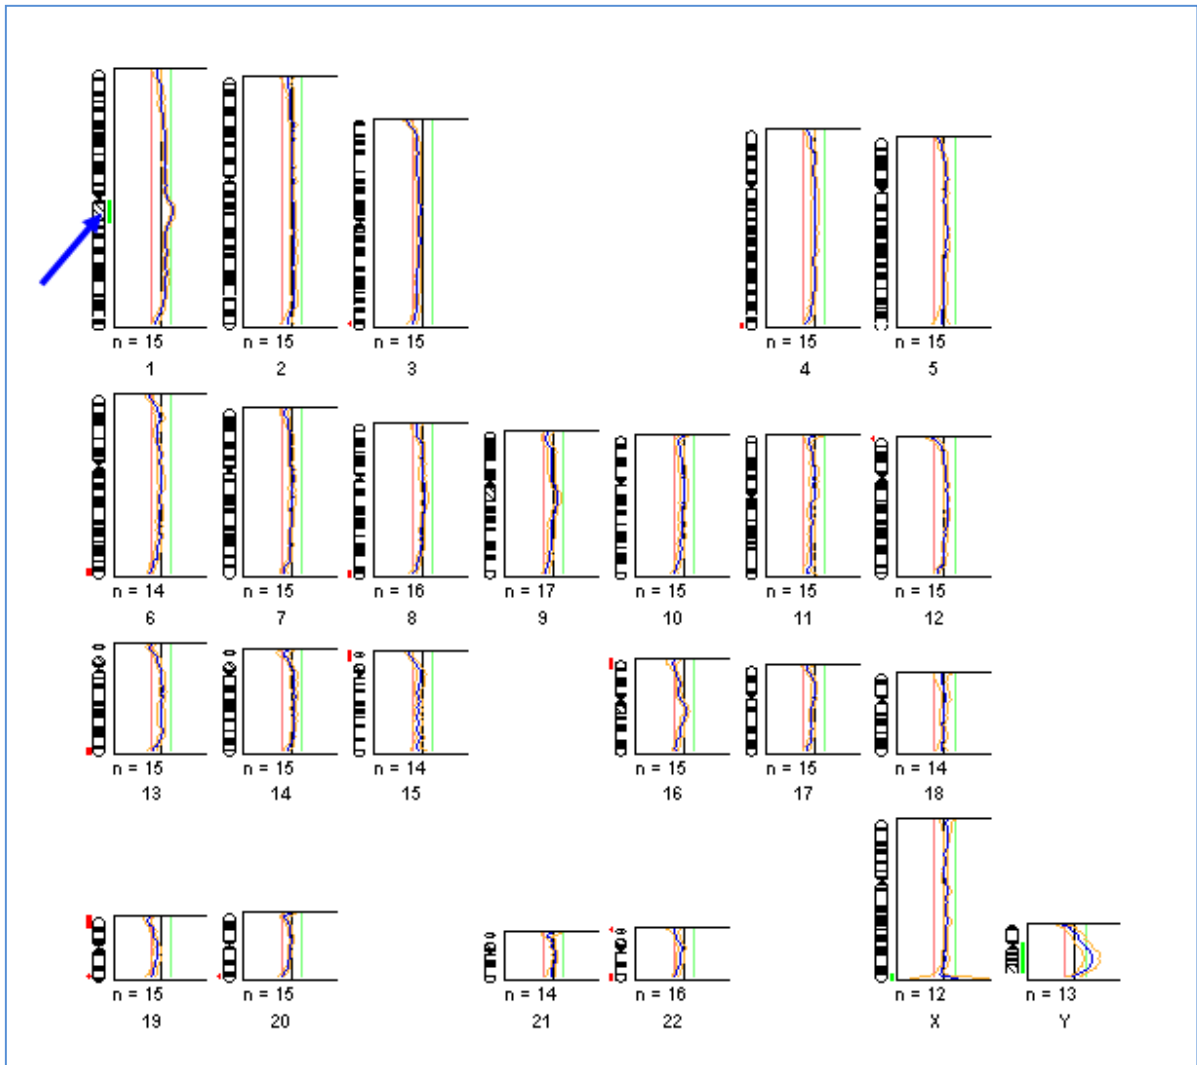 n = 15 n = 15 n = 15 n = 15 n = 15
1 2 3 4 5
n = 14 n = 15 n = 16 n = 17 n = 15 n = 15 n = 15
6 7 8 9 10 11 12
n = 15 n = 15 n = 14 n = 15 n = 15 n = 14
13 14 15 16 17 18
n = 15 n = 15 n = 14 n = 16 n = 12 n = 13
19 20 21 22 X Y